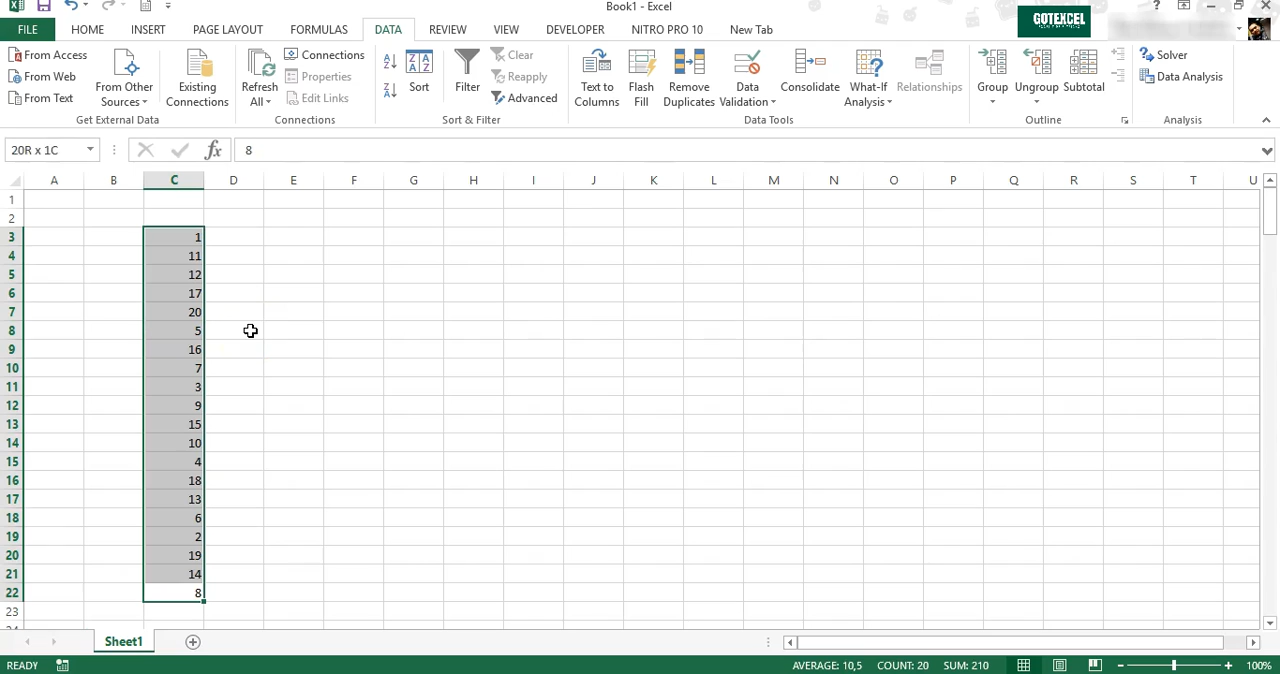 Book1 - Excel
FILE HOME INSERT PAGE LAYOUT FORMULAS DATA REVIEW VIEW DEVELOPER NITRO PRO 10 New Tab
GOTEXCEL
From Access
From Web
From Text
From Other Sources
Existing Connections
Get External Data
Refresh All
Connections
Properties
Edit Links
Connections
Sort
Filter
Clear
Reapply
Advanced
Sort & Filter
Text to Columns
Flash Fill
Remove Duplicates
Data Validation
Consolidate
What-If Analysis
Relationships
Data Tools
Group
Ungroup
Subtotal
Outline
Solver
Data Analysis
Analysis
20R x 1C fx 8
A B C D E F G H I J K L M N O P Q R S T U
1
2
3 1
4 11
5 12
6 17
7 20
8 5
9 16
10 7
11 3
12 9
13 15
14 10
15 4
16 18
17 13
18 6
19 2
20 19
21 14
22 8
23
Sheet1
READY AVERAGE: 10,5 COUNT: 20 SUM: 210 100%